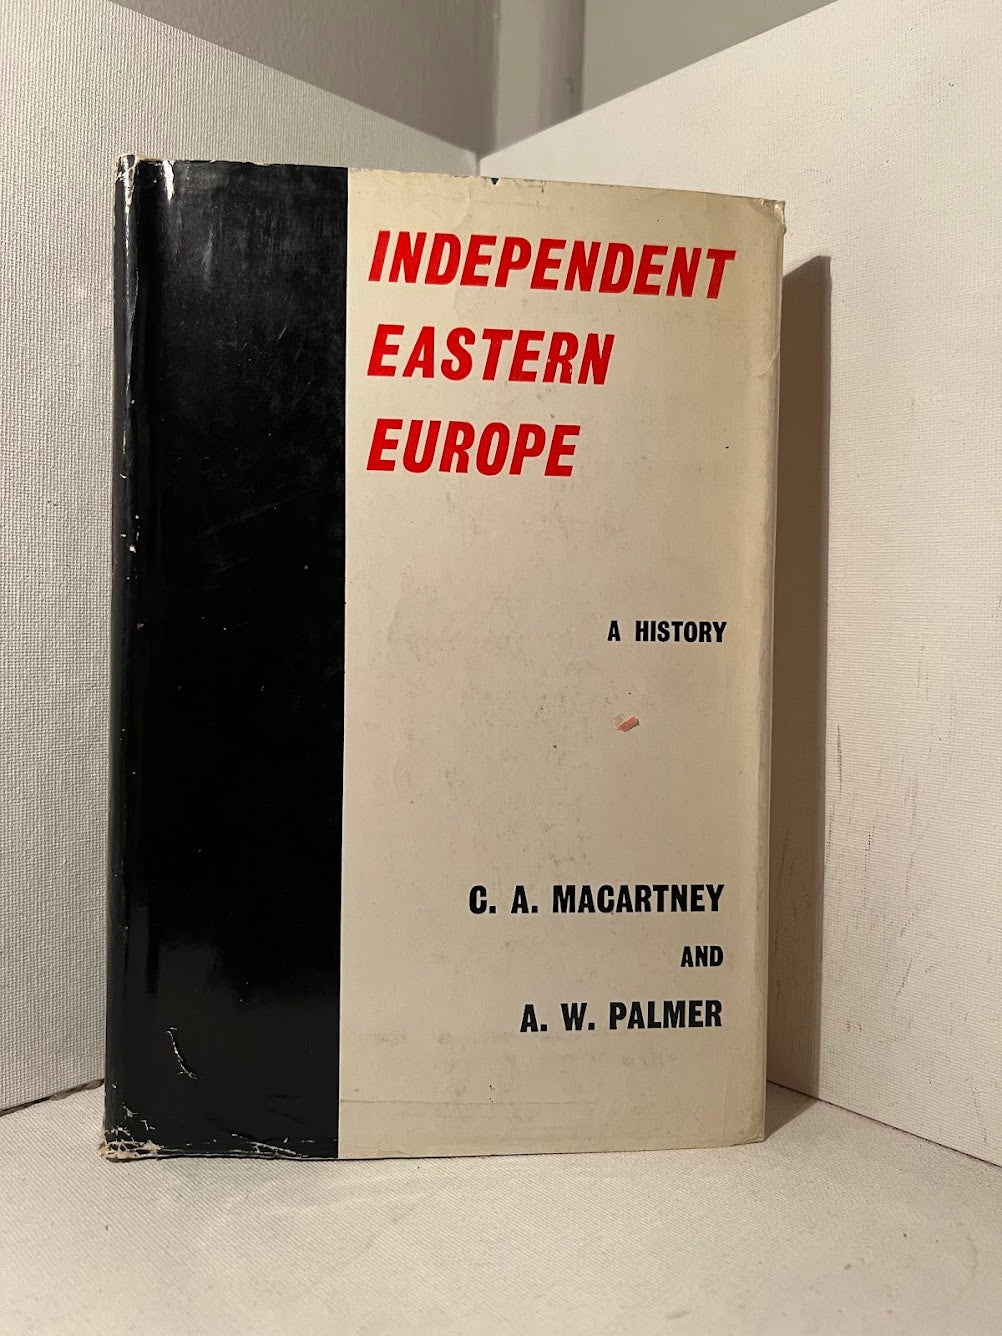 INDEPENDENT
EASTERN
EUROPE
A HISTORY
C. A. MACARTNEY
AND
A. W. PALMER